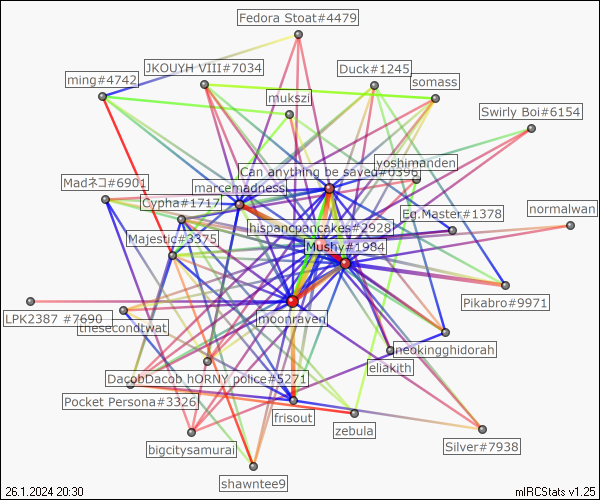 Fedora Stoat#4479
JKOUYH VIII#7034
Duck#1245
ming#4742
somass
mukszi
Swirly Boi#6154
yoshimanden
Can anything be saved#0396
Madネコ#6901
marcemadness
Cypha#1717
Eg.Master#1378
normalwan
hispancpancakes#2928
Majestic#3375
Mushy#1984
Pikabro#9971
LPK2387 #7690
moonraven
thesecondtwat
neokingghidorah
eliakith
DacobDacob hORNY police#5271
Pocket Persona#3326
frisout
zebula
bigcitysamurai
Silver#7938
shawntee9
26.1.2024 20:30
mIRCStats v1.25